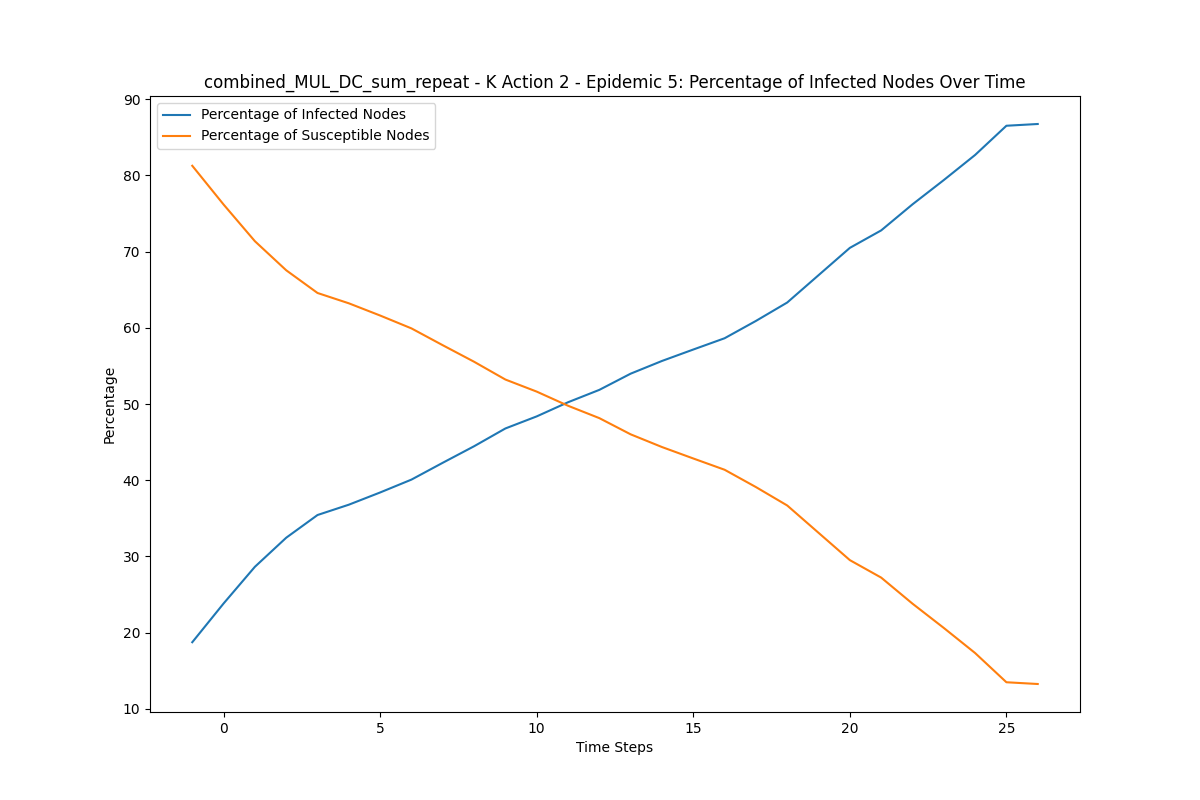 combined_MUL_DC_sum_repeat - K Action 2 - Epidemic 5: Percentage of Infected Nodes Over Time
Percentage of Infected Nodes
Percentage of Susceptible Nodes
90
80
70
60
50
40
30
20
10
Percentage
0 5 10 15 20 25
Time Steps